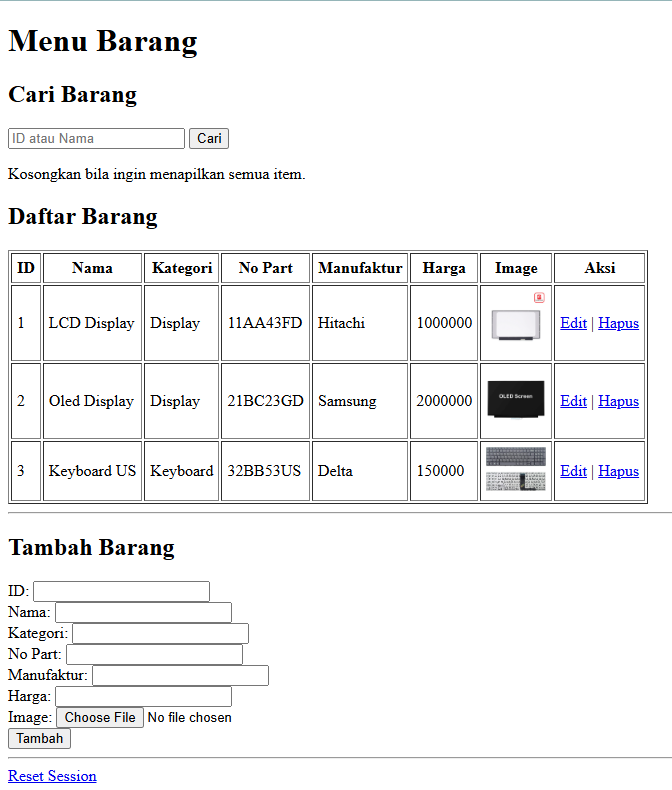 Menu Barang
Cari Barang
ID atau Nama Cari
Kosongkan bila ingin menapilkan semua item.
Daftar Barang
ID Nama Kategori No Part Manufaktur Harga Image Aksi
1 LCD Display Display 11AA43FD Hitachi 1000000 Edit | Hapus
2 Oled Display Display 21BC23GD Samsung 2000000 OLED Screen Edit | Hapus
3 Keyboard US Keyboard 32BB53US Delta 150000 Edit | Hapus
Tambah Barang
ID:
Nama:
Kategori:
No Part:
Manufaktur:
Harga:
Image: Choose File No file chosen
Tambah
Reset Session